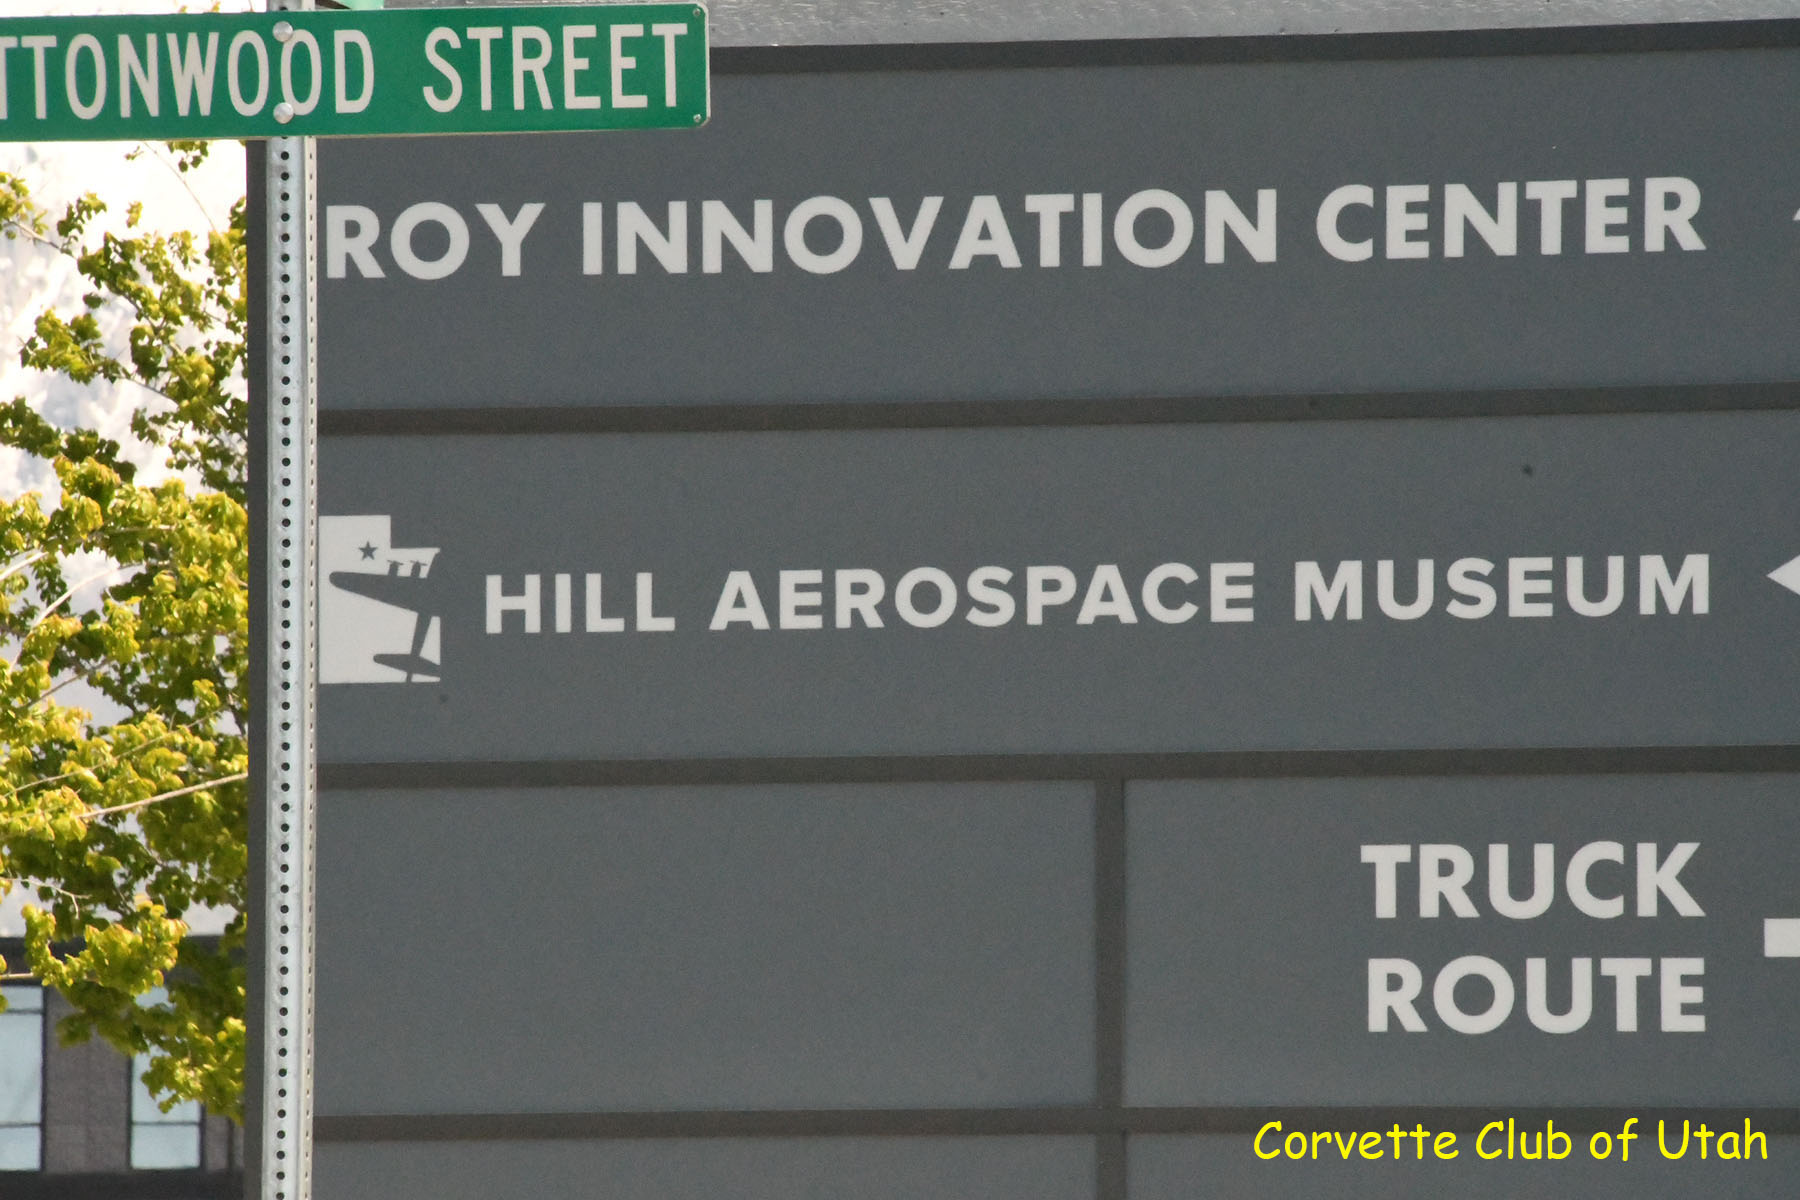 TTONWOOD STREET
ROY INNOVATION CENTER
HILL AEROSPACE MUSEUM
TRUCK
ROUTE
Corvette Club of Utah